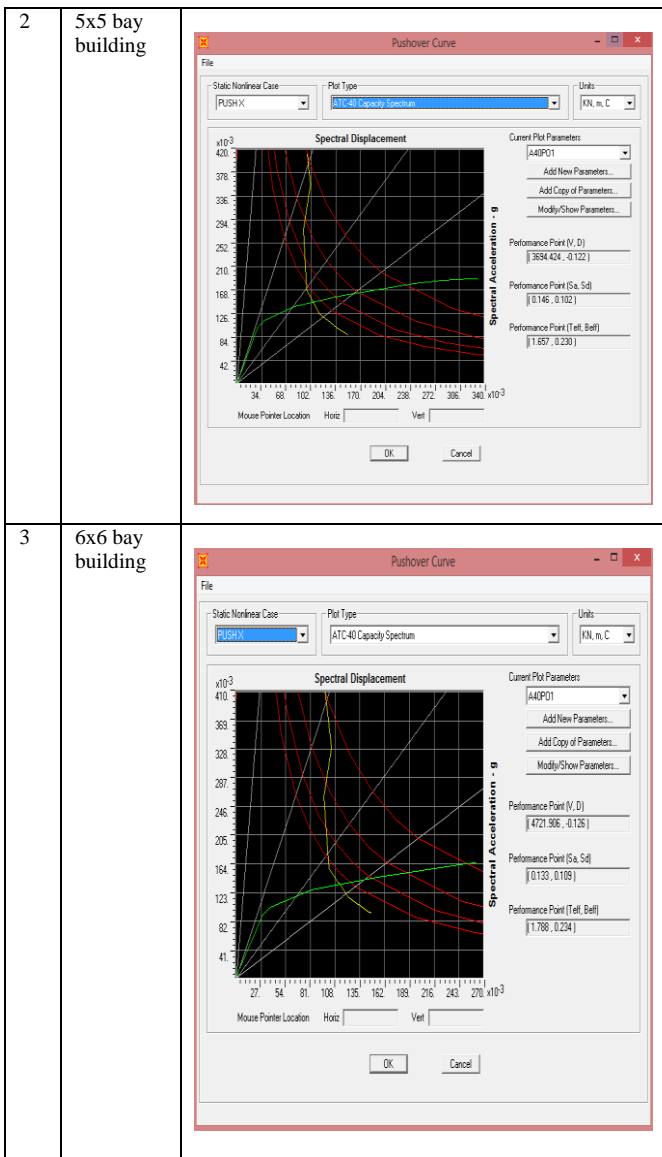 2
5x5 bay
building
Pushover Curve
File
Static Nonlinear Case
PUSH X
Plot Type
ATC-40 Capacity Spectrum
Units
KN, m, C
Spectral Displacement
x10-3
420.
378.
336.
294.
252.
210.
168.
126.
84.
42.
34. 68. 102. 136. 170. 204. 238. 272. 306. 340. x10-3
Spectral Acceleration - g
Current Plot Parameters
A40PO1
Add New Parameters...
Add Copy of Parameters...
Modify/Show Parameters...
Performance Point (V, D)
( 3694.424 , -0.122 )
Performance Point (Sa, Sd)
( 0.146 , 0.102 )
Performance Point (Teff, Beff)
( 1.657 , 0.230 )
Mouse Pointer Location Horiz Vert
OK Cancel
3
6x6 bay
building
Pushover Curve
File
Static Nonlinear Case
PUSH X
Plot Type
ATC-40 Capacity Spectrum
Units
KN, m, C
Spectral Displacement
x10-3
410.
369.
328.
287.
246.
205.
164.
123.
82.
41.
27. 54. 81. 108. 135. 162. 189. 216. 243. 270. x10-3
Spectral Acceleration - g
Current Plot Parameters
A40PO1
Add New Parameters...
Add Copy of Parameters...
Modify/Show Parameters...
Performance Point (V, D)
( 4721.906 , -0.126 )
Performance Point (Sa, Sd)
( 0.133 , 0.109 )
Performance Point (Teff, Beff)
( 1.788 , 0.234 )
Mouse Pointer Location Horiz Vert
OK Cancel